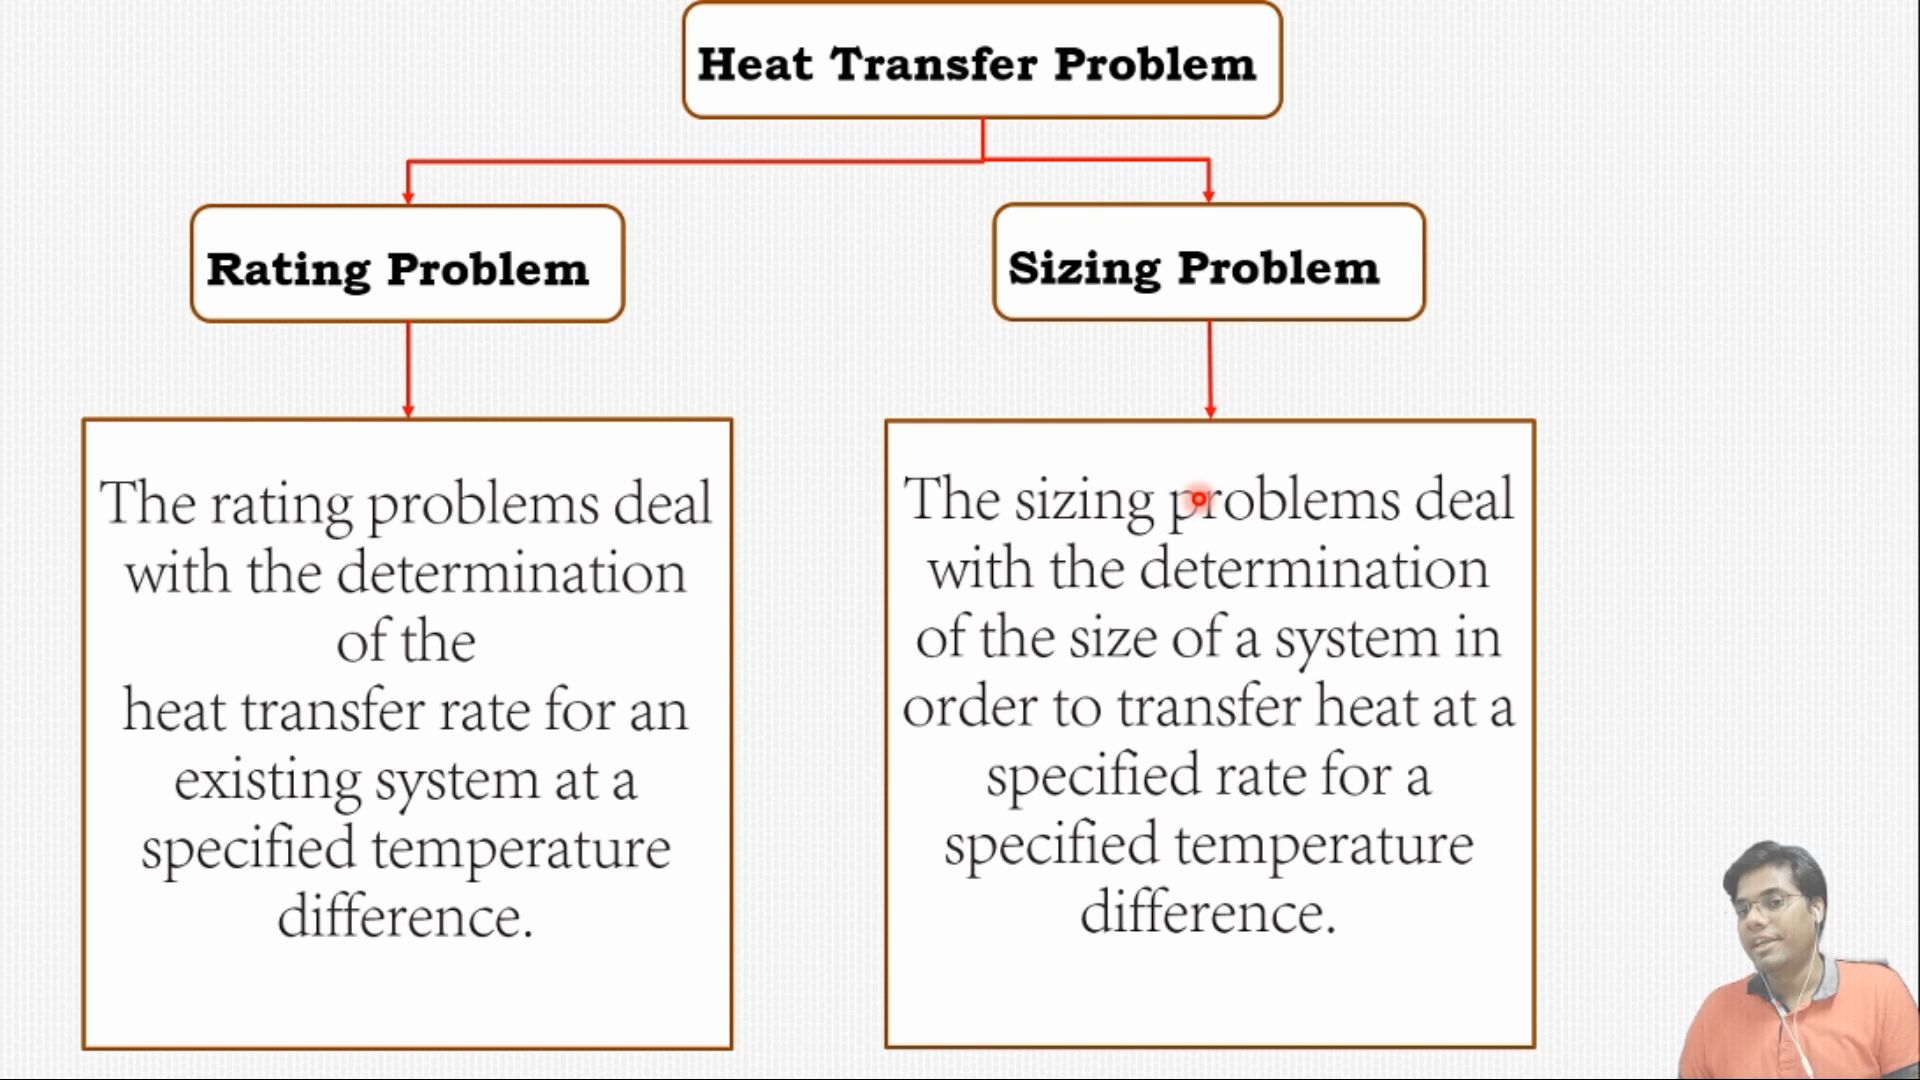 Heat Transfer Problem
Rating Problem
Sizing Problem
The rating problems deal
with the determination
of the
heat transfer rate for an
existing system at a
specified temperature
difference.
The sizing problems deal
with the determination
of the size of a system in
order to transfer heat at a
specified rate for a
specified temperature
difference.